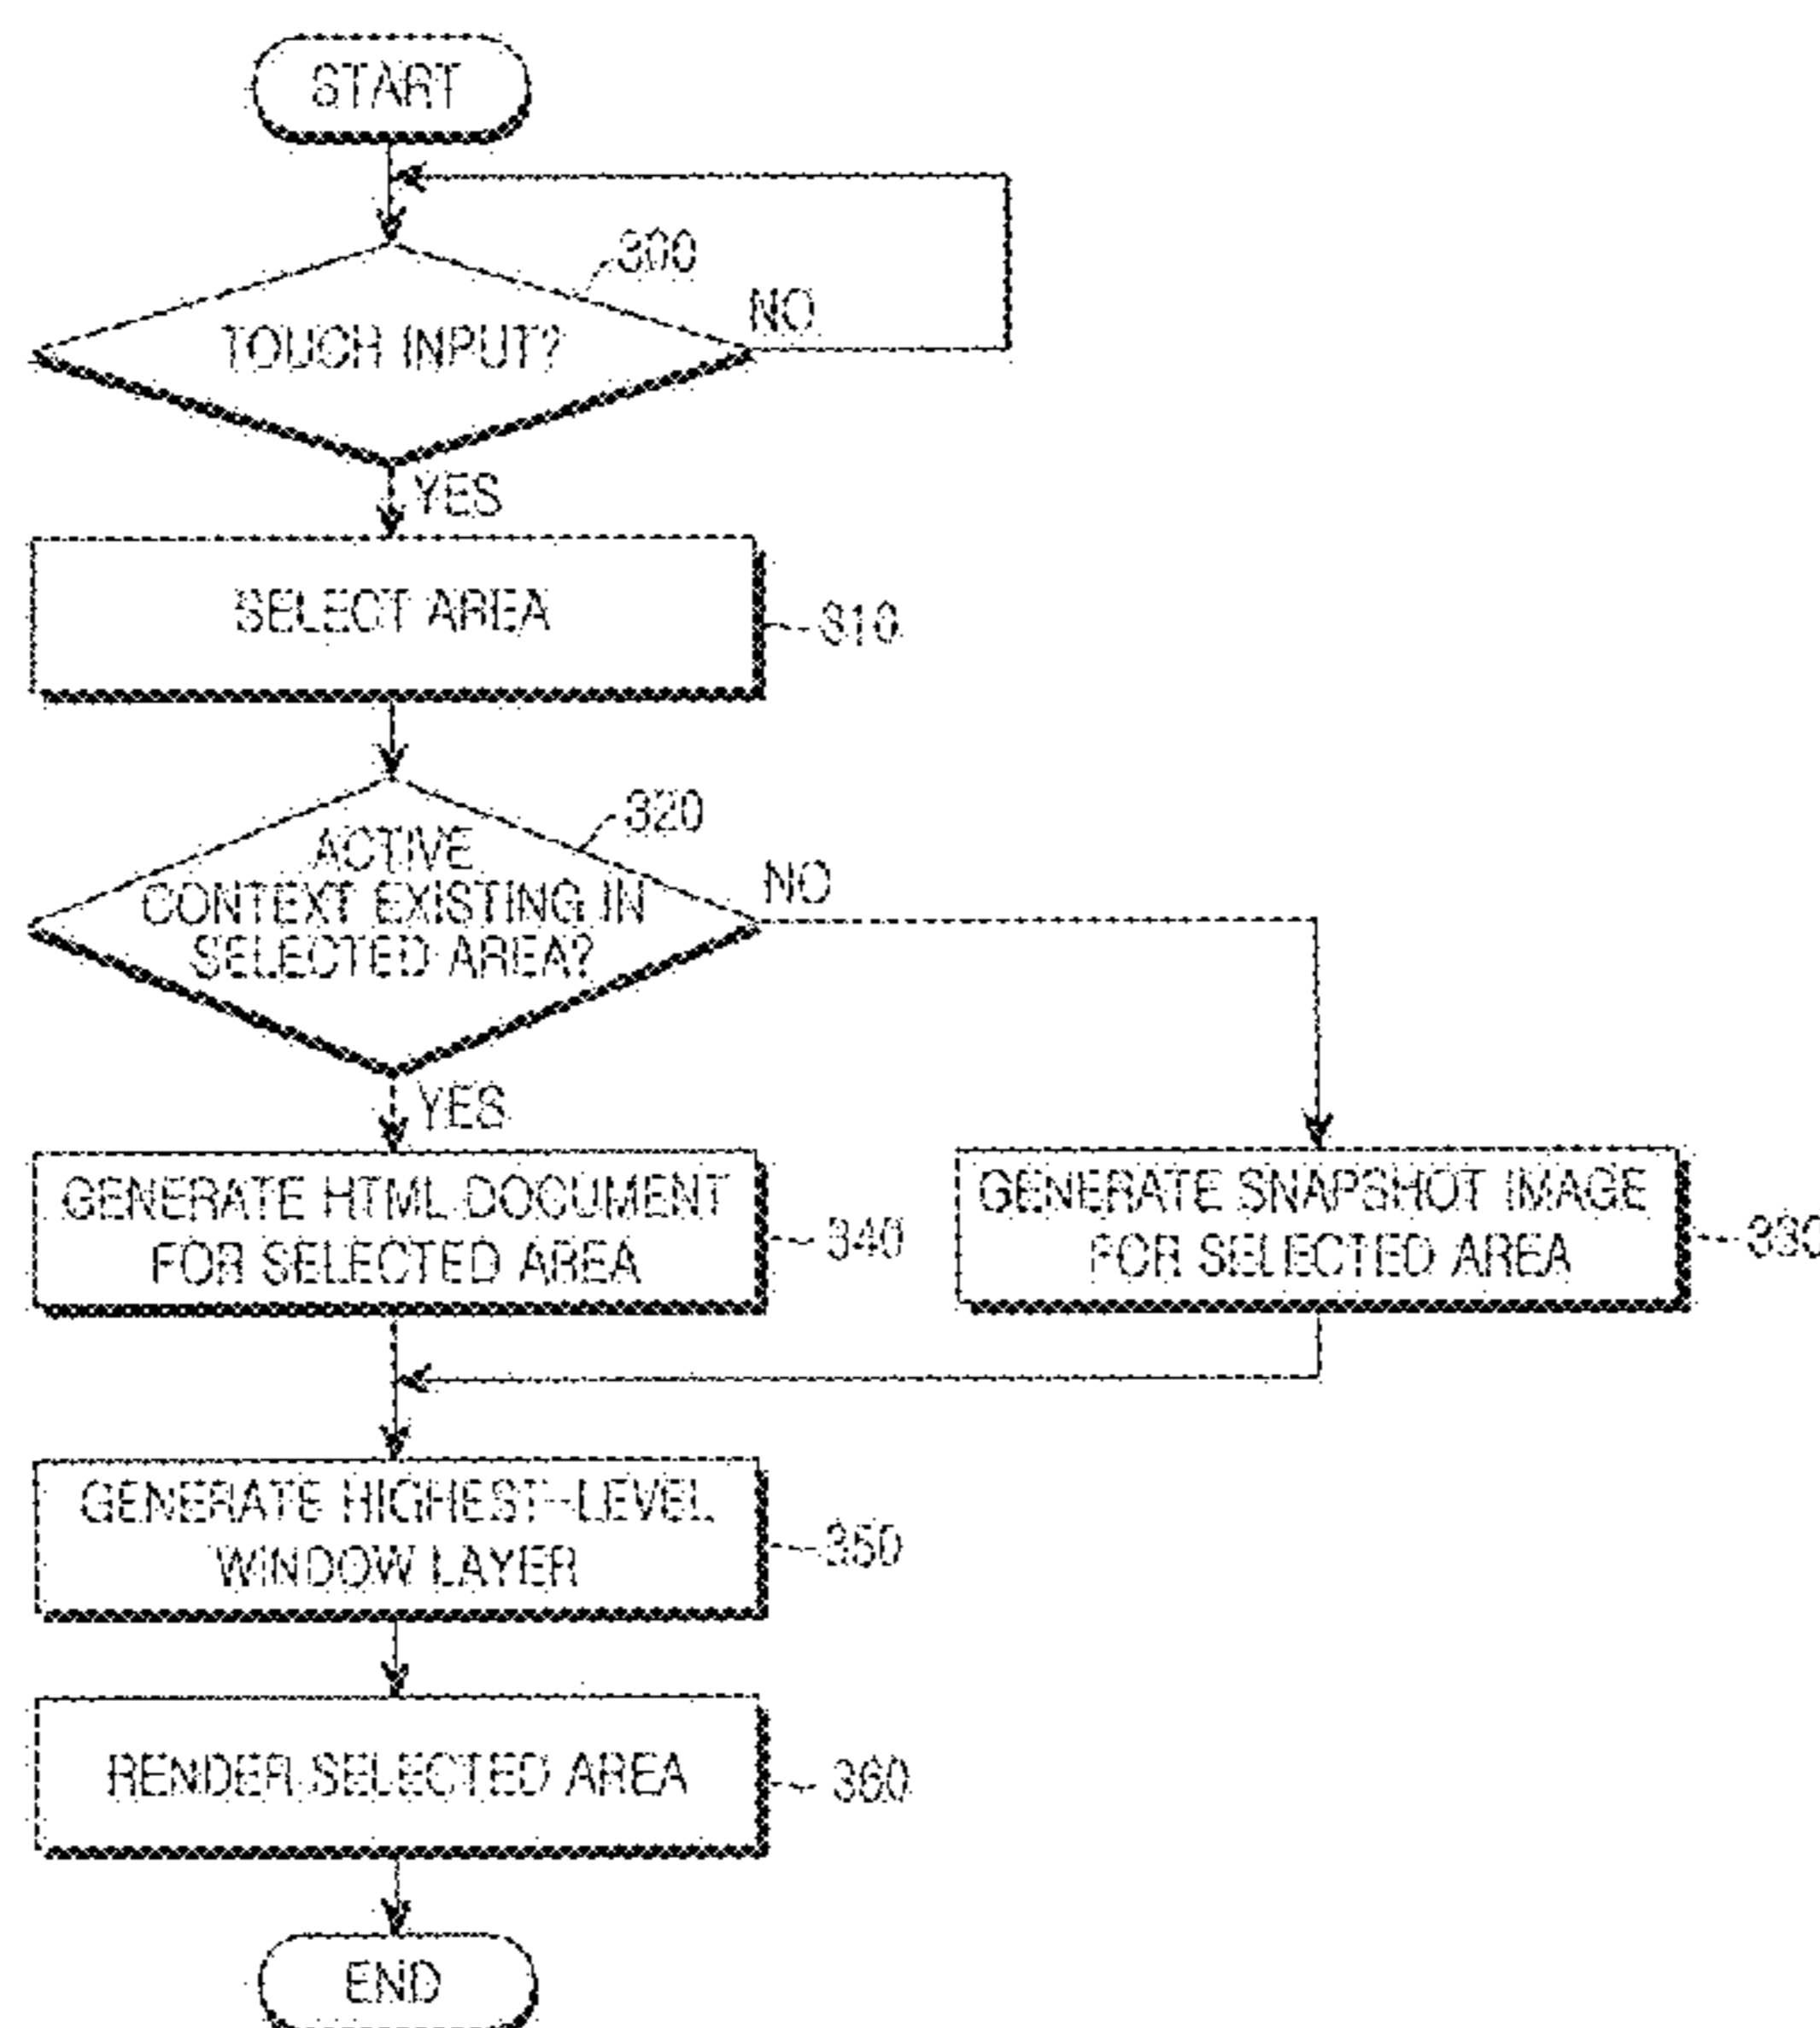 START
300
TOUCH INPUT?
NO
YES
SELECT AREA
310
320
ACTIVE
CONTEXT EXISTING IN
SELECTED AREA?
NO
YES
GENERATE HTML DOCUMENT
FOR SELECTED AREA
340
GENERATE SNAPSHOT IMAGE
FOR SELECTED AREA
330
GENERATE HIGHEST-LEVEL
WINDOW LAYER
350
RENDER SELECTED AREA
360
END